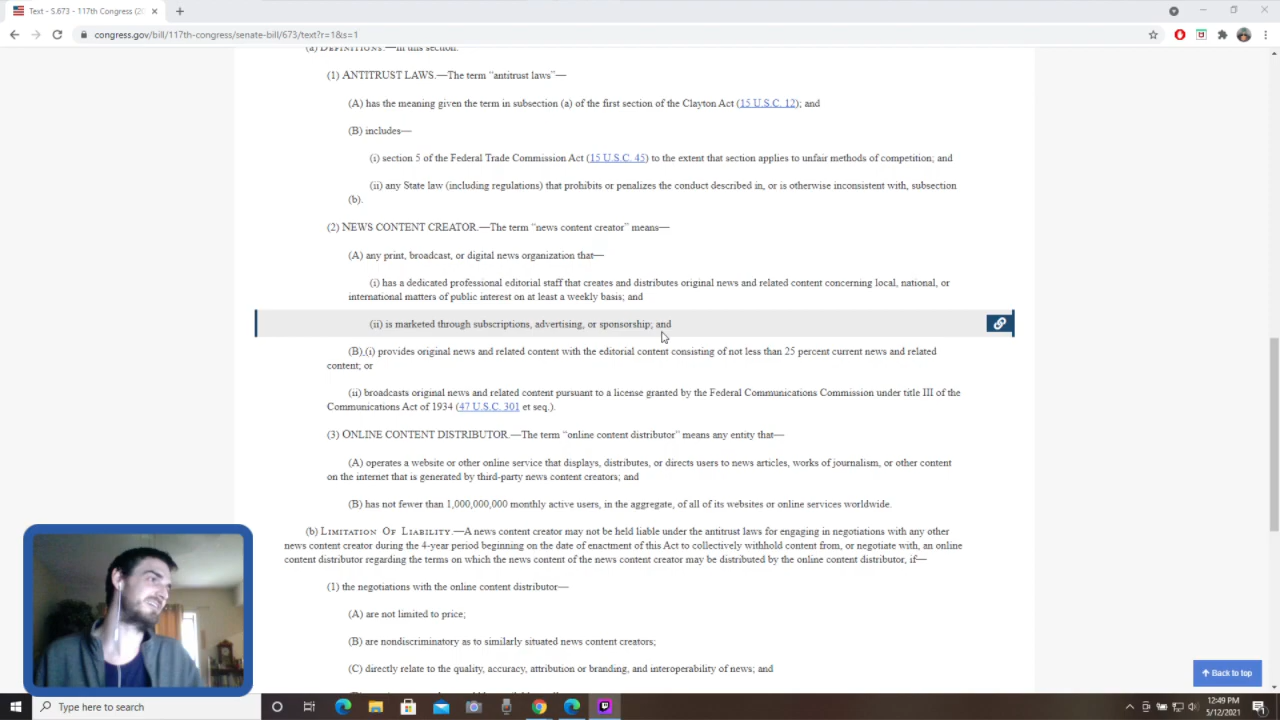 Text - S.673 - 117th Congress (20
congress.gov/bill/117th-congress/senate-bill/673/text?r=1&s=1
(a) DEFINITIONS.—In this section:
(1) ANTITRUST LAWS.—The term “antitrust laws”—
(A) has the meaning given the term in subsection (a) of the first section of the Clayton Act (15 U.S.C. 12); and
(B) includes—
(i) section 5 of the Federal Trade Commission Act (15 U.S.C. 45) to the extent that section applies to unfair methods of competition; and
(ii) any State law (including regulations) that prohibits or penalizes the conduct described in, or is otherwise inconsistent with, subsection
(b).
(2) NEWS CONTENT CREATOR.—The term “news content creator” means—
(A) any print, broadcast, or digital news organization that—
(i) has a dedicated professional editorial staff that creates and distributes original news and related content concerning local, national, or
international matters of public interest on at least a weekly basis; and
(ii) is marketed through subscriptions, advertising, or sponsorship; and
(B) (i) provides original news and related content with the editorial content consisting of not less than 25 percent current news and related
content; or
(ii) broadcasts original news and related content pursuant to a license granted by the Federal Communications Commission under title III of the
Communications Act of 1934 (47 U.S.C. 301 et seq.).
(3) ONLINE CONTENT DISTRIBUTOR.—The term “online content distributor” means any entity that—
(A) operates a website or other online service that displays, distributes, or directs users to news articles, works of journalism, or other content
on the internet that is generated by third-party news content creators; and
(B) has not fewer than 1,000,000,000 monthly active users, in the aggregate, of all of its websites or online services worldwide.
(b) LIMITATION OF LIABILITY.—A news content creator may not be held liable under the antitrust laws for engaging in negotiations with any other
news content creator during the 4-year period beginning on the date of enactment of this Act to collectively withhold content from, or negotiate with, an online
content distributor regarding the terms on which the news content of the news content creator may be distributed by the online content distributor, if—
(1) the negotiations with the online content distributor—
(A) are not limited to price;
(B) are nondiscriminatory as to similarly situated news content creators;
(C) directly relate to the quality, accuracy, attribution or branding, and interoperability of news; and
Back to top
Type here to search
12:49 PM
5/12/2021